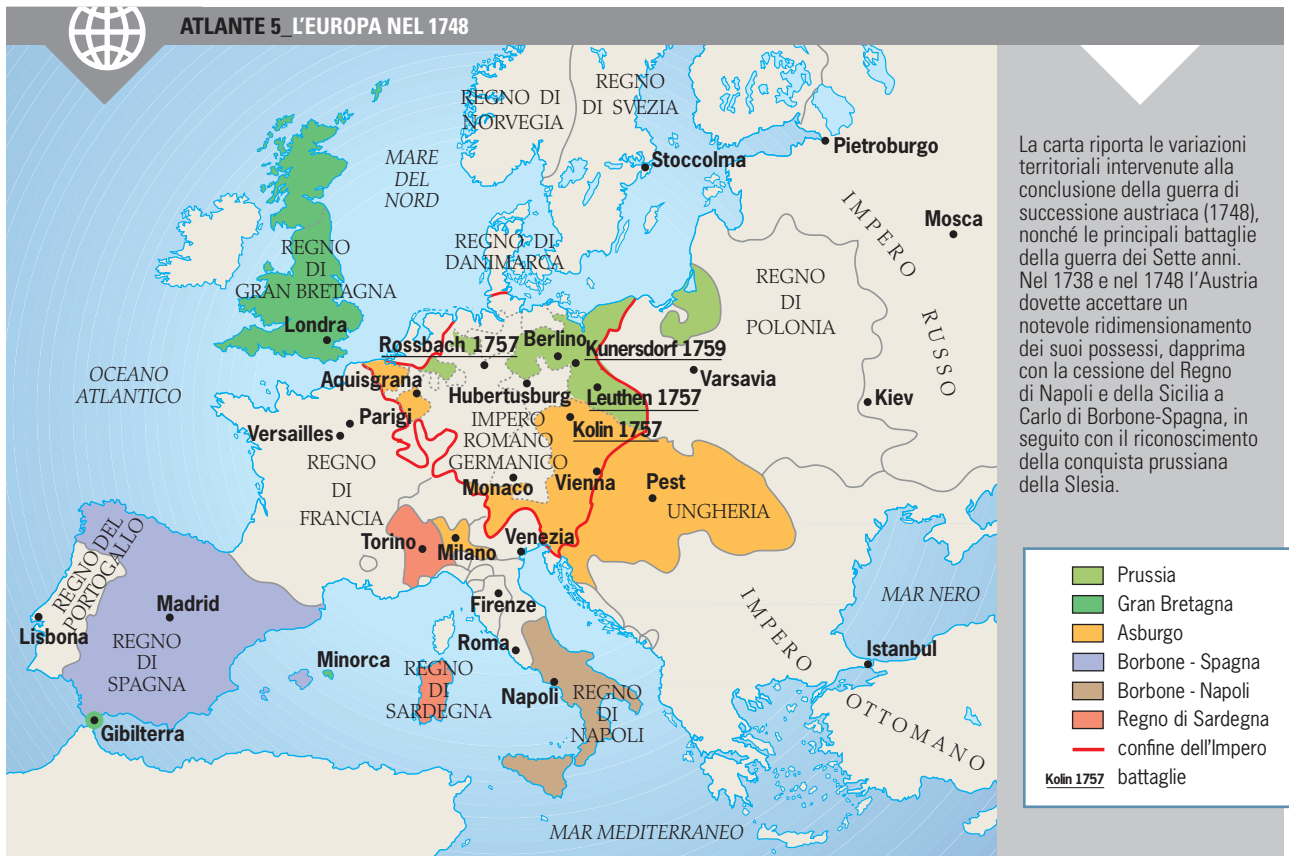 ATLANTE 5_L'EUROPA NEL 1748
REGNO DI
NORVEGIA
REGNO
DI SVEZIA
MARE
DEL
NORD
Stoccolma
Pietroburgo
Mosca
IMPERO
RUSSO
REGNO
DI
GRAN BRETAGNA
Londra
REGNO DI
DANIMARCA
REGNO
DI
POLONIA
OCEANO
ATLANTICO
Rossbach 1757
Berlino
Kunersdorf 1759
Varsavia
Kiev
Aquisgrana
Hubertusburg
Leuthen 1757
Parigi
Versailles
IMPERO
ROMANO
GERMANICO
Kolin 1757
REGNO
DI
FRANCIA
Monaco
Vienna
Pest
UNGHERIA
Torino
Milano
Venezia
REGNO DEL
PORTOGALLO
Lisbona
Madrid
REGNO
DI
SPAGNA
Gibilterra
Minorca
Firenze
Roma
REGNO
DI
SARDEGNA
Napoli
REGNO
DI
NAPOLI
IMPERO
OTTOMANO
MAR NERO
Istanbul
MAR MEDITERRANEO
La carta riporta le variazioni
territoriali intervenute alla
conclusione della guerra di
successione austriaca (1748),
nonché le principali battaglie
della guerra dei Sette anni.
Nel 1738 e nel 1748 l'Austria
dovette accettare un
notevole ridimensionamento
dei suoi possessi, dapprima
con la cessione del Regno
di Napoli e della Sicilia a
Carlo di Borbone-Spagna, in
seguito con il riconoscimento
della conquista prussiana
della Slesia.
Prussia
Gran Bretagna
Asburgo
Borbone - Spagna
Borbone - Napoli
Regno di Sardegna
confine dell'Impero
Kolin 1757 battaglie